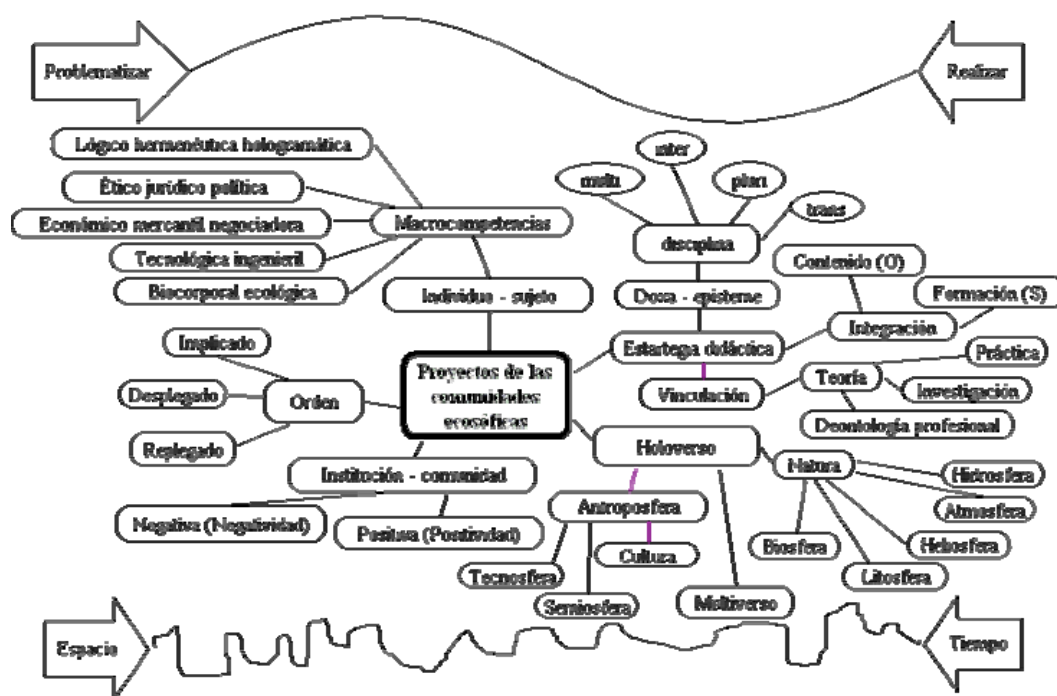 Problematizar
Realizar
Lógico hermenéutica hologramática
Ético jurídico política
Económico mercantil negociadora
Tecnológica ingenieril
Biocorporal ecológica
Macrocompetencias
Individuo - sujeto
multi
inter
pluri
trans
disciplina
Doxa - episteme
Contenido (O)
Formación (S)
Integración
Estartegia didáctica
Vinculación
Teoría
Práctica
Investigación
Deontología profesional
Implicado
Desplegado
Replegado
Orden
Proyectos de las
comunidades
ecosóficas
Holoverso
Natura
Hidrosfera
Atmosfera
Heliosfera
Litosfera
Biosfera
Institución - comunidad
Negativa (Negatividad)
Positiva (Postividad)
Antroposfera
Cultura
Tecnosfera
Semiosfera
Multiverso
Espacio
Tiempo